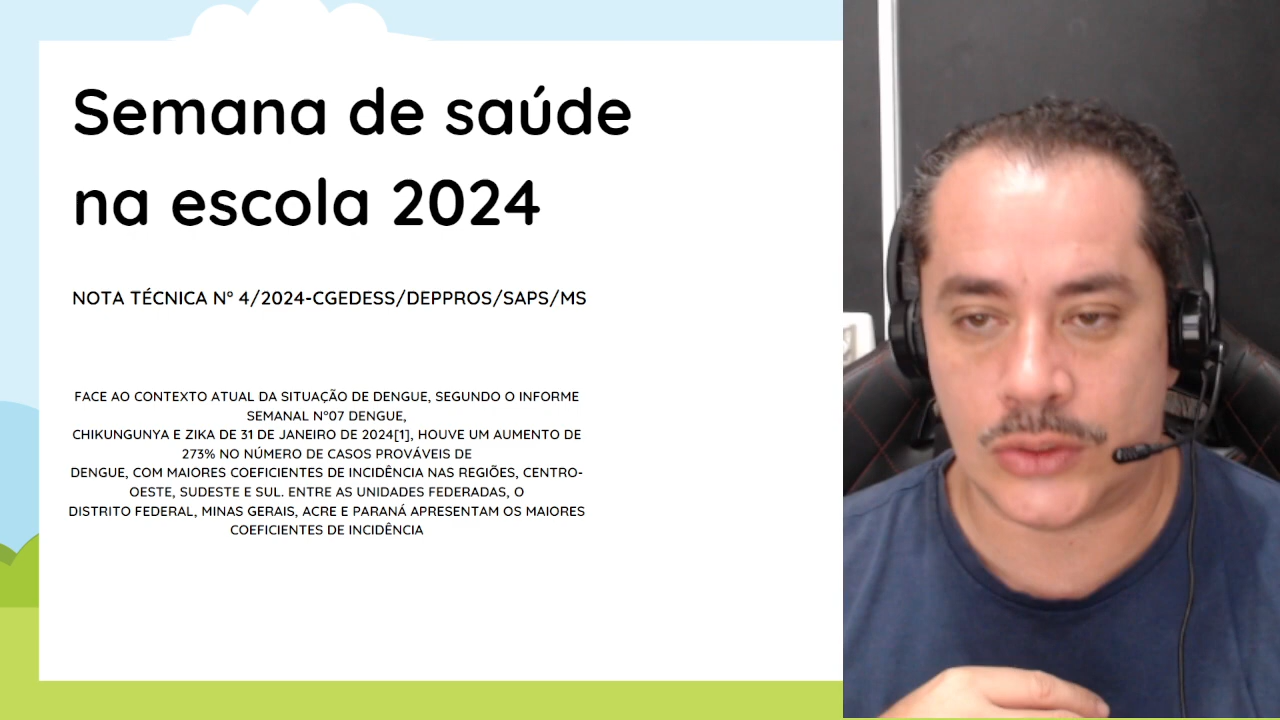 Semana de saúde
na escola 2024
NOTA TÉCNICA Nº 4/2024-CGEDESS/DEPPROS/SAPS/MS
FACE AO CONTEXTO ATUAL DA SITUAÇÃO DE DENGUE, SEGUNDO O INFORME
SEMANAL Nº07 DENGUE,
CHIKUNGUNYA E ZIKA DE 31 DE JANEIRO DE 2024[1], HOUVE UM AUMENTO DE
273% NO NÚMERO DE CASOS PROVÁVEIS DE
DENGUE, COM MAIORES COEFICIENTES DE INCIDÊNCIA NAS REGIÕES, CENTRO-
OESTE, SUDESTE E SUL. ENTRE AS UNIDADES FEDERADAS, O
DISTRITO FEDERAL, MINAS GERAIS, ACRE E PARANÁ APRESENTAM OS MAIORES
COEFICIENTES DE INCIDÊNCIA